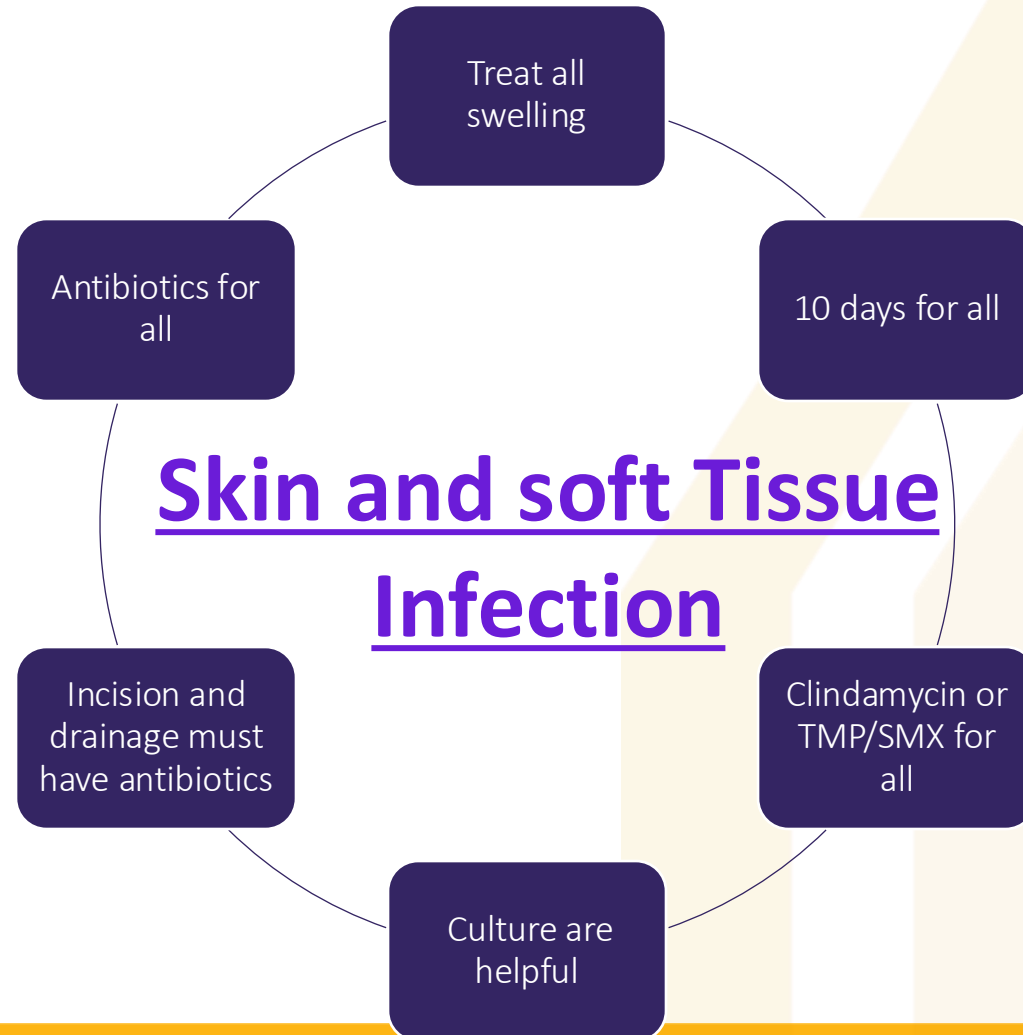 Treat all
swelling
10 days for all
Clindamycin or
TMP/SMX for
all
Culture are
helpful
Incision and
drainage must
have antibiotics
Antibiotics for
all
Skin and soft Tissue
Infection